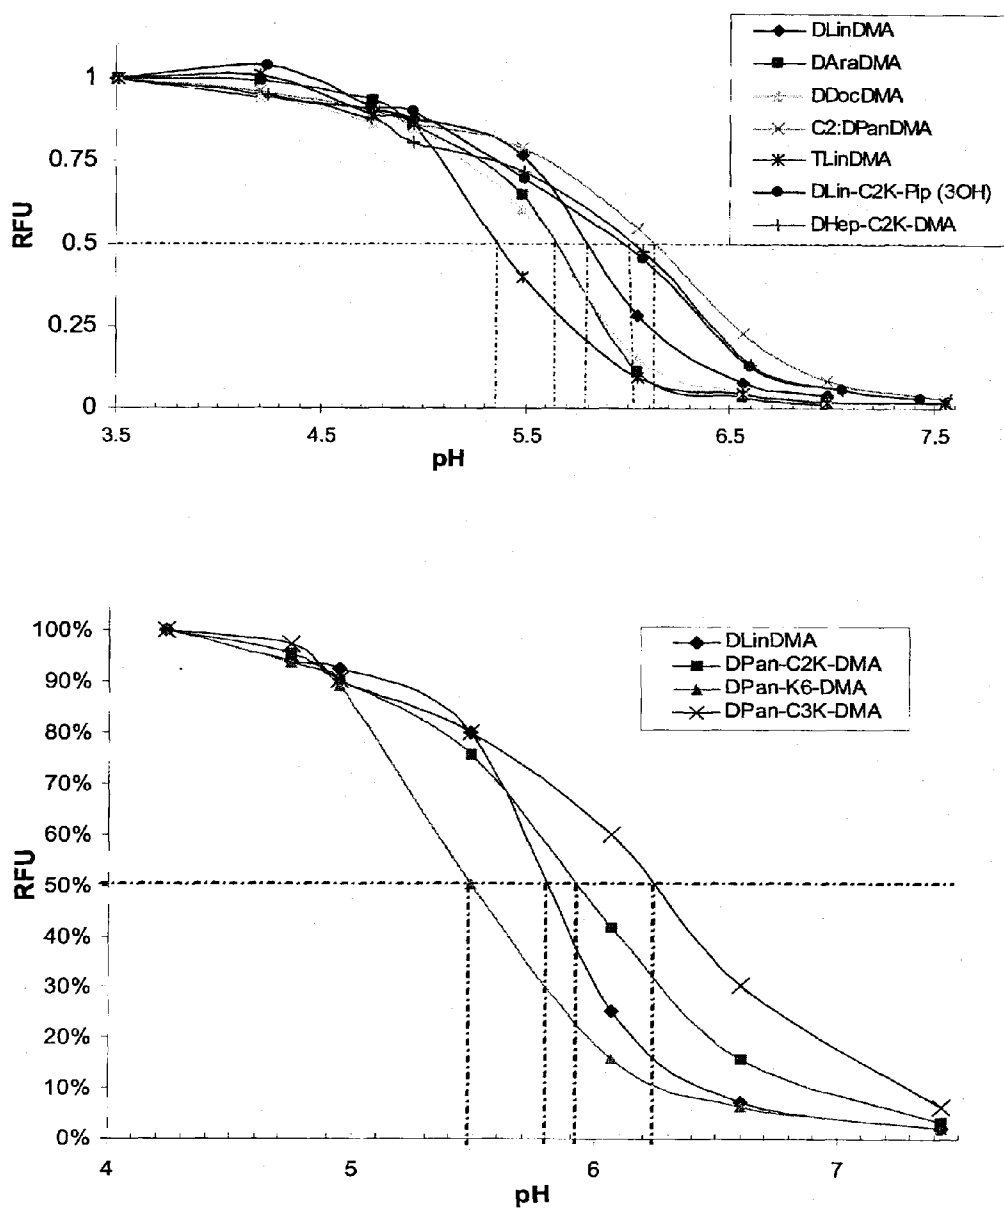 DLinDMA
DAraDMA
DDocDMA
C2:DPanDMA
TLinDMA
DLin-C2K-Pip (3OH)
DHep-C2K-DMA
1
0.75
0.5
0.25
0
RFU
3.5 4.5 5.5 6.5 7.5
pH
DLinDMA
DPan-C2K-DMA
DPan-K6-DMA
DPan-C3K-DMA
100%
90%
80%
70%
60%
50%
40%
30%
20%
10%
0%
RFU
4 5 6 7
pH